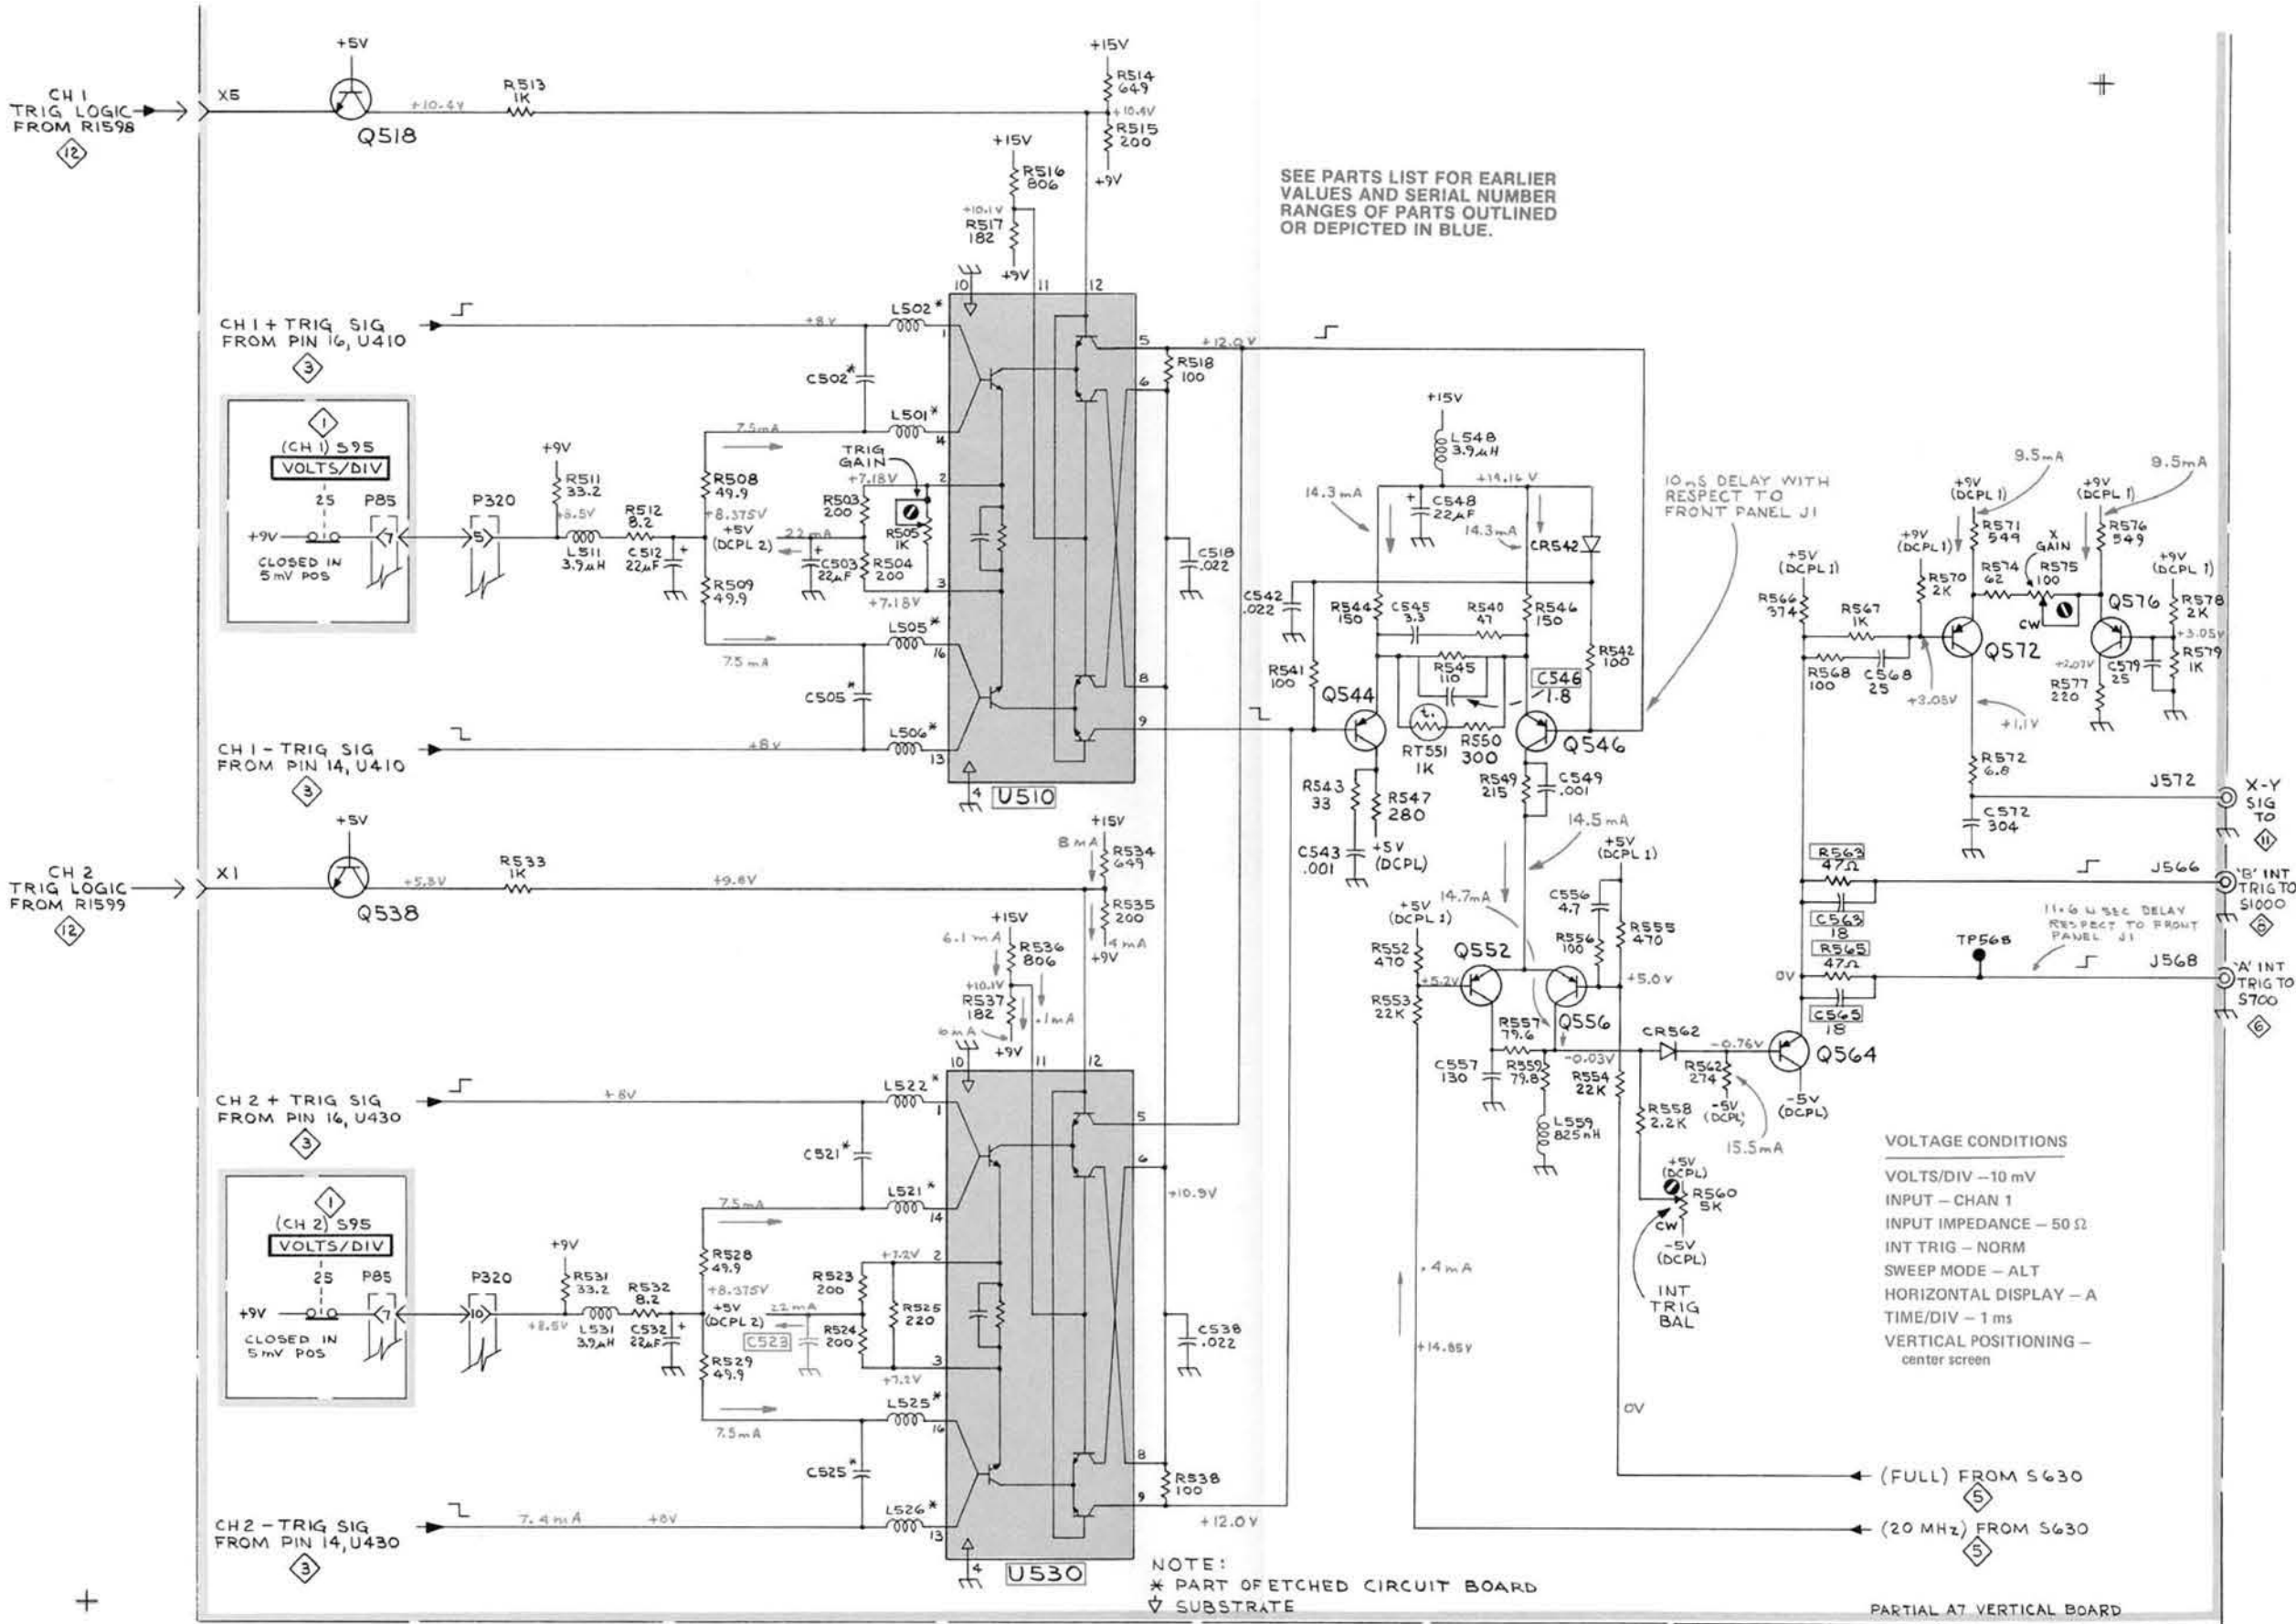 +5V
CH 1
TRIG LOGIC
FROM R1598
12
X5
Q518
+10.4V
R513
1K
+15V
R514
649
+10.4V
R515
200
+9V
+15V
R516
806
+10.1V
R517
182
+9V
10
11
12
SEE PARTS LIST FOR EARLIER
VALUES AND SERIAL NUMBER
RANGES OF PARTS OUTLINED
OR DEPICTED IN BLUE.
CH 1 + TRIG SIG
FROM PIN 16, U410
3
+8V
L502*
1
C502*
L501*
14
7.5mA
1
(CH 1) S95
VOLTS/DIV
25
P85
+9V
7
CLOSED IN
5mV POS
P320
5
+9V
R511
33.2
+8.5V
L511
3.9µH
R512
8.2
C512
22µF
+
R508
49.9
+8.375V
+5V
(DCPL 2)
22mA
R509
49.9
TRIG
GAIN
+7.18V
2
R503
200
R505
1K
+
C503
22µF
R504
200
3
+7.18V
L505*
16
7.5mA
C505*
L506*
13
+8V
CH 1 - TRIG SIG
FROM PIN 14, U410
3
4
U510
5
+12.0V
R518
100
6
C518
.022
8
9
+15V
L548
3.9µH
+14.16V
14.3mA
+
C548
22µF
14.3mA
CR542
10nS DELAY WITH
RESPECT TO
FRONT PANEL J1
C542
.022
R544
150
C545
3.3
R540
47
R546
150
R541
100
R545
110
C546
1.8
R542
100
Q544
t.
RT551
1K
R550
300
Q546
R543
33
R547
280
C543
.001
+5V
(DCPL)
R549
215
C549
.001
14.5mA
+5V
(DCPL 1)
14.7mA
C556
4.7
R555
470
R556
100
+5V
(DCPL 1)
R552
470
Q552
+5.2V
+5.0V
R553
22K
Q556
R557
79.6
C557
130
R559
79.8
-0.03V
R554
22K
L559
825nH
CR562
-0.76V
R562
274
-5V
(DCPL)
15.5mA
Q564
-5V
(DCPL)
R558
2.2K
+5V
(DCPL)
R560
5K
CW
-5V
(DCPL)
INT
TRIG
BAL
.4mA
+14.85V
0V
(FULL) FROM S630
5
(20 MHz) FROM S630
5
9.5mA
9.5mA
+9V
(DCPL 1)
+9V
(DCPL 1)
R571
549
X
GAIN
R576
549
+9V
(DCPL 1)
R570
2K
R574
62
R575
100
CW
+9V
(DCPL 1)
Q576
R578
2K
+5V
(DCPL 1)
R566
374
R567
1K
R568
100
C568
25
Q572
+3.05V
+2.07V
R577
220
C579
25
+3.05V
R579
1K
+1.1V
R572
6.8
J572
X-Y
SIG
TO
11
C572
304
R563
47Ω
C563
18
J566
'B' INT
TRIG TO
S1000
8
0V
R565
47Ω
C565
18
TP568
11.6 u SEC DELAY
RESPECT TO FRONT
PANEL J1
J568
'A' INT
TRIG TO
S700
6
+5V
CH 2
TRIG LOGIC
FROM R1599
12
X1
Q538
+5.8V
R533
1K
+9.8V
+15V
8mA
R534
649
R535
200
4mA
+9V
+15V
6.1mA
R536
806
+10.1V
R537
182
.1mA
6mA
+9V
10
11
12
CH 2 + TRIG SIG
FROM PIN 16, U430
3
+8V
L522*
1
C521*
7.5mA
L521*
14
1
(CH 2) S95
VOLTS/DIV
25
P85
+9V
7
CLOSED IN
5mV POS
P320
10
+9V
R531
33.2
+8.5V
L531
3.9µH
R532
8.2
C532
22µF
+
R528
49.9
+8.375V
+5V
(DCPL 2)
22mA
C523
R529
49.9
+7.2V
2
R523
200
R525
220
R524
200
3
+7.2V
L525*
16
7.5mA
C525*
L526*
13
CH2 - TRIG SIG
FROM PIN 14, U430
3
7.4mA
+8V
4
U530
5
6
+10.9V
C538
.022
8
9
R538
100
+12.0V
NOTE:
* PART OF ETCHED CIRCUIT BOARD
SUBSTRATE
VOLTAGE CONDITIONS
VOLTS/DIV – 10 mV
INPUT – CHAN 1
INPUT IMPEDANCE – 50 Ω
INT TRIG – NORM
SWEEP MODE – ALT
HORIZONTAL DISPLAY – A
TIME/DIV – 1 ms
VERTICAL POSITIONING –
center screen
PARTIAL A7 VERTICAL BOARD